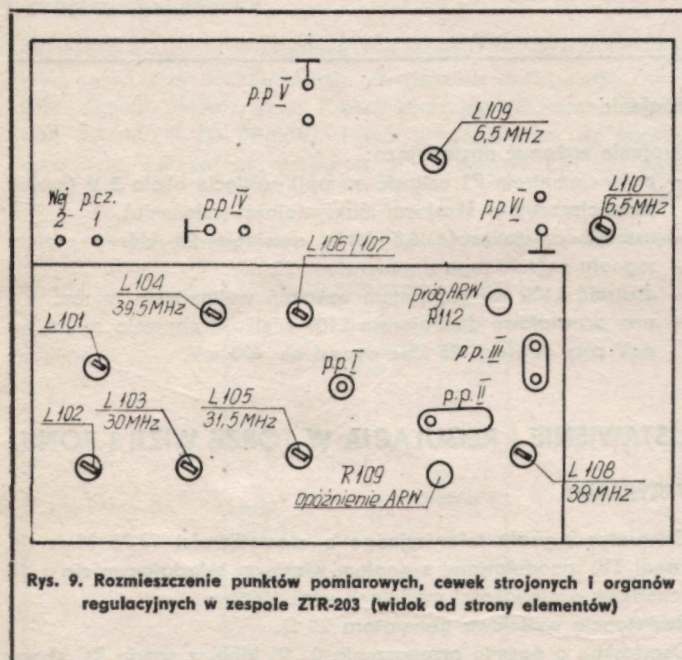 p.p V
L109
6,5MHz
L110
6,5MHz
Wej p.cz.
2 1
p.p IV
p.p VI
L106/107
L104
39,5MHz
próg ARW
R112
L101
p.p. III
p.p. I
p.p. II
L102
L103
30MHz
L105
31,5MHz
R109
opóźnienie ARW
L108
38MHz
Rys. 9. Rozmieszczenie punktów pomiarowych, cewek strojonych i organów
regulacyjnych w zespole ZTR-203 (widok od strony elementów)